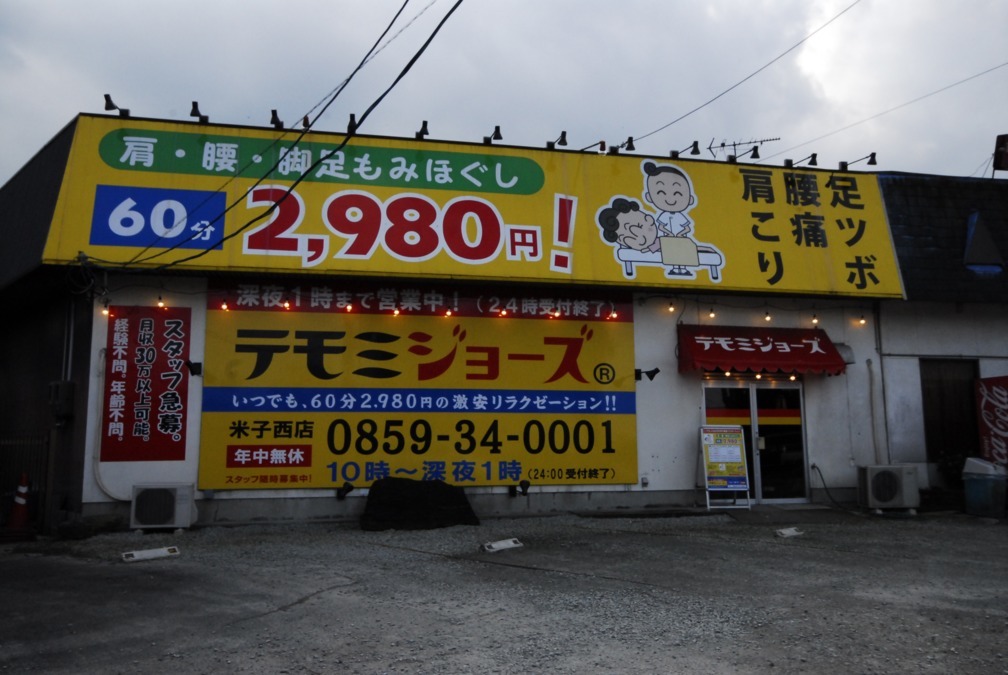 肩・腰・脚足もみほぐし
60分
2,980円!
肩こり
腰痛
足ツボ
深夜1時まで営業中!(24時受付終了)
テモミジョーズ®
いつでも、60分2.980円の激安リラクゼーション!!
米子西店
年中無休
スタッフ随時募集中!
0859-34-0001
10時～深夜1時(24:00受付終了)
スタッフ急募。
月収30万以上可能。
経験不問。年齢不問。
テモミジョーズ
Coca-Cola